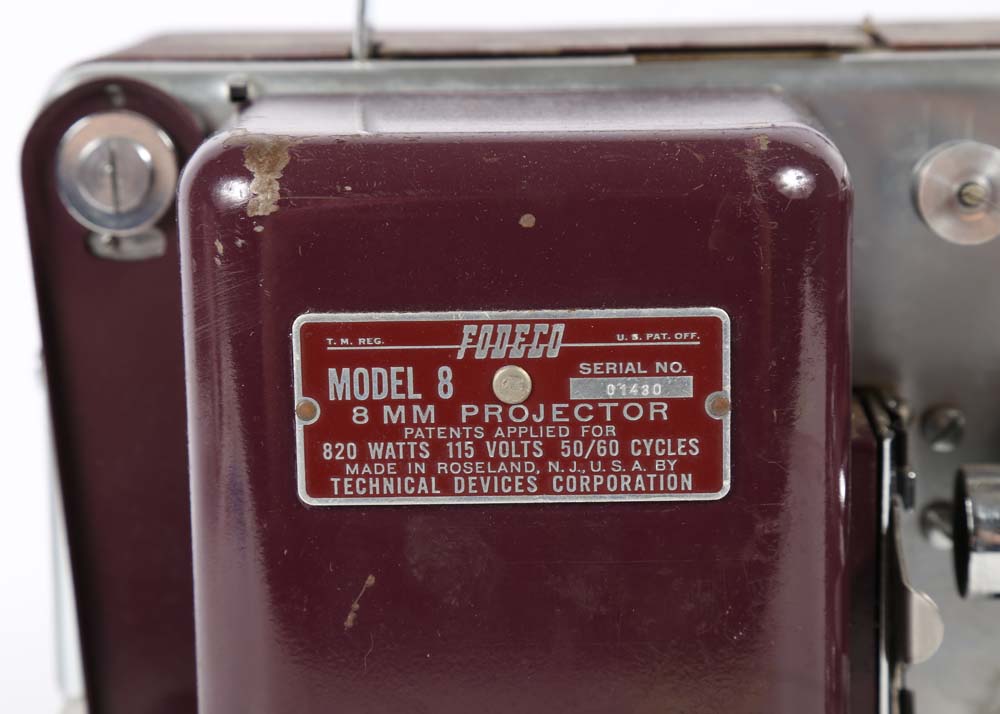 T. M. REG. FODECO U. S. PAT. OFF.
MODEL 8 SERIAL NO.
01430
8 MM PROJECTOR
PATENTS APPLIED FOR
820 WATTS 115 VOLTS 50/60 CYCLES
MADE IN ROSELAND, N. J., U. S. A. BY
TECHNICAL DEVICES CORPORATION